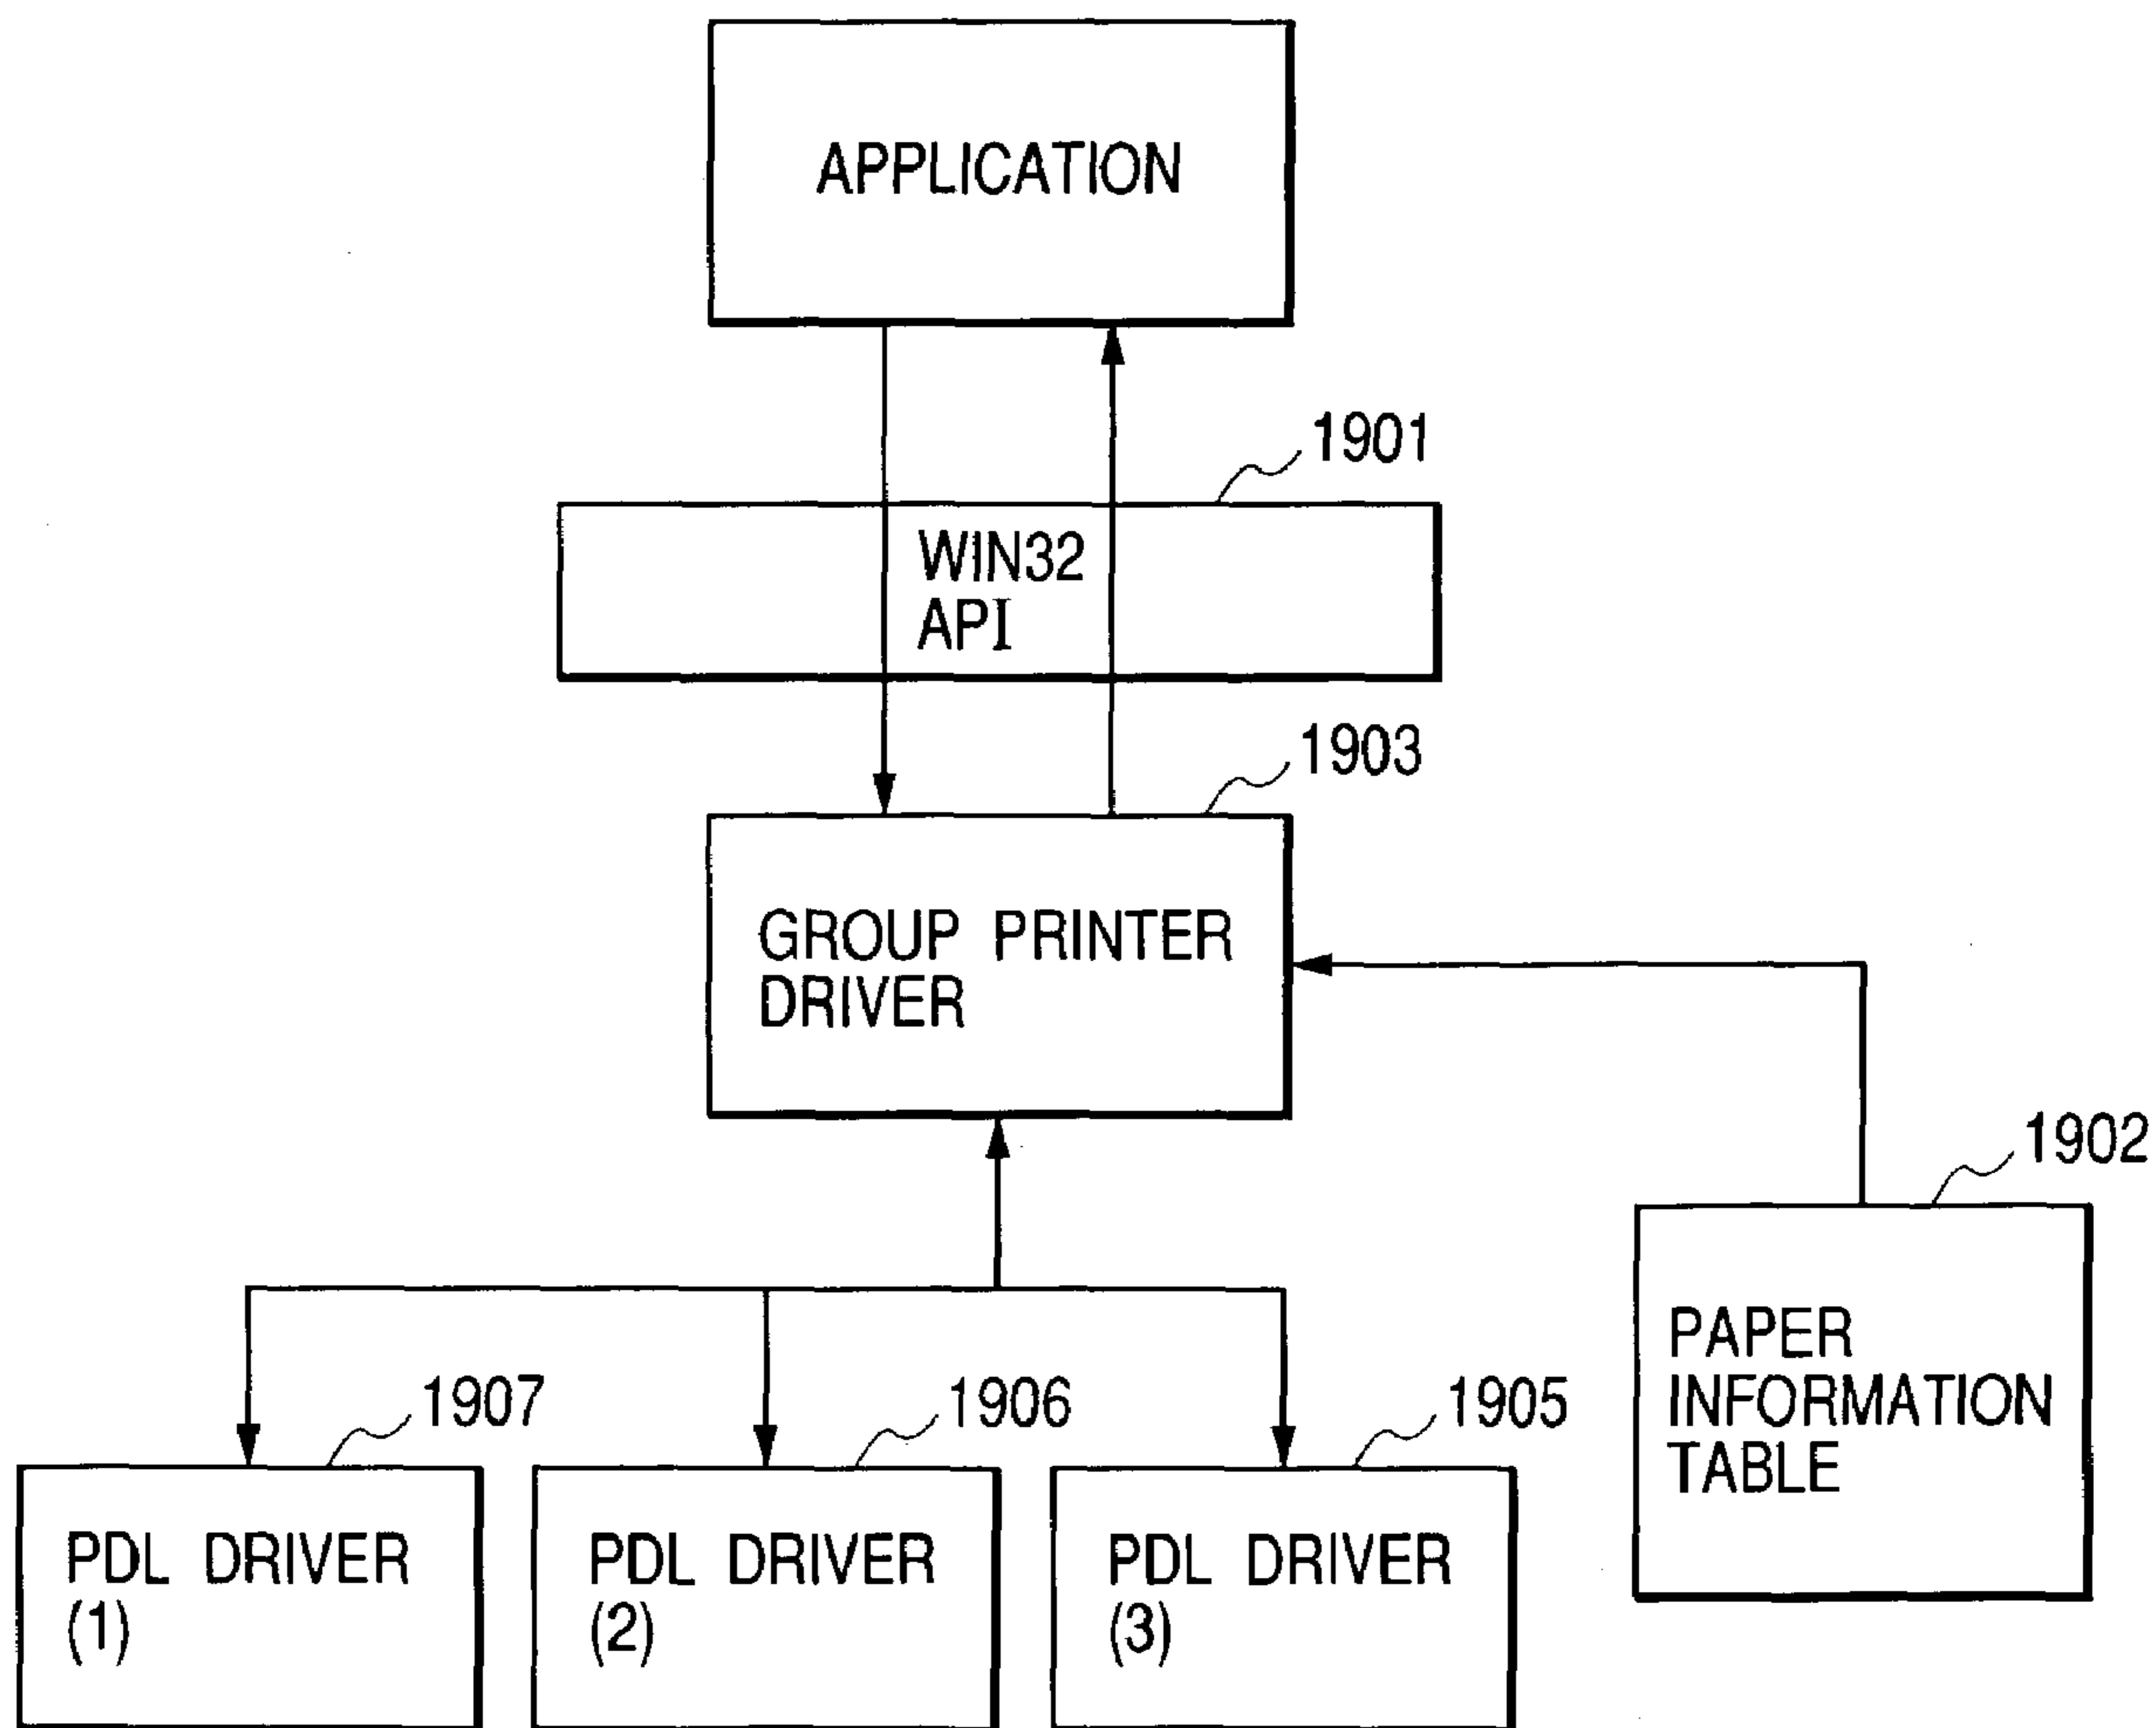 APPLICATION
1901
WIN32
API
1903
GROUP PRINTER
DRIVER
1902
PAPER
INFORMATION
TABLE
1907
1906
1905
PDL DRIVER
(1)
PDL DRIVER
(2)
PDL DRIVER
(3)